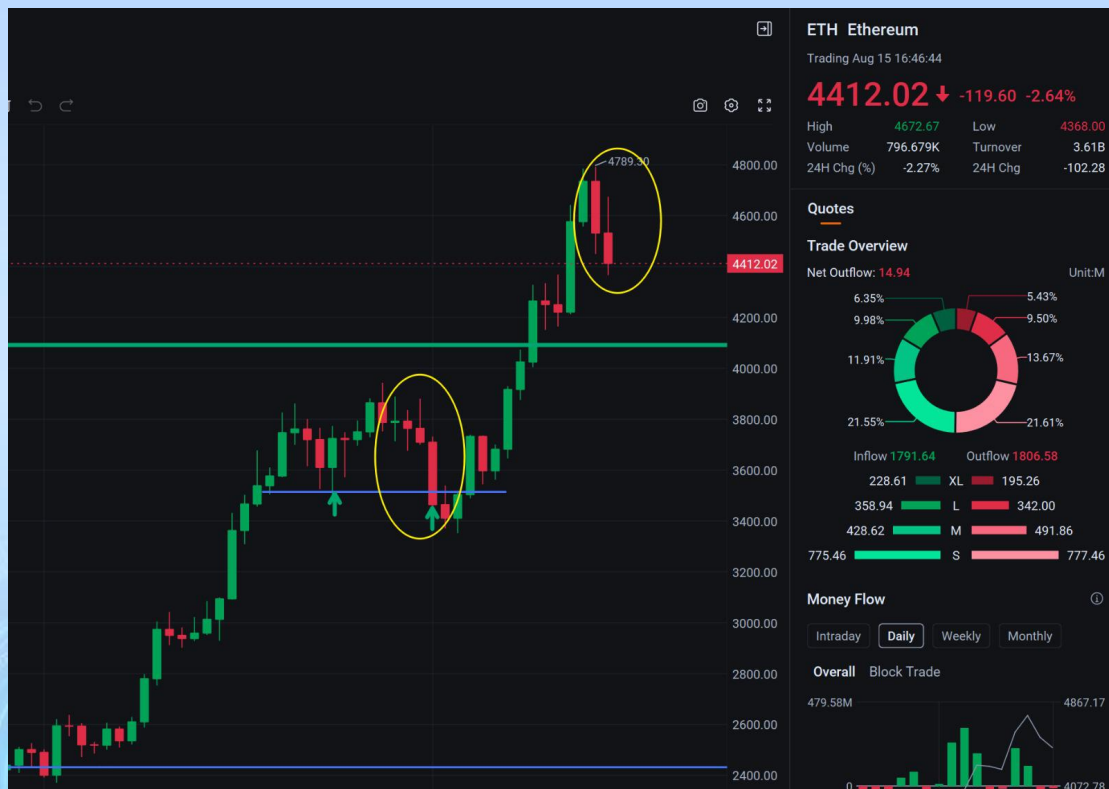 ETH Ethereum
Trading Aug 15 16:46:44
4412.02 -119.60 -2.64%
High 4672.67 Low 4368.00
Volume 796.679K Turnover 3.61B
24H Chg (%) -2.27% 24H Chg -102.28
4789.30
4800.00
4600.00
4412.02
4200.00
4000.00
3800.00
3600.00
3400.00
3200.00
3000.00
2800.00
2600.00
2400.00
Quotes
Trade Overview
Net Outflow: 14.94 Unit:M
6.35% 5.43%
9.98% 9.50%
11.91% 13.67%
21.55% 21.61%
Inflow 1791.64 Outflow 1806.58
228.61 XL 195.26
358.94 L 342.00
428.62 M 491.86
775.46 S 777.46
Money Flow
Intraday Daily Weekly Monthly
Overall Block Trade
479.58M 4867.17
0 4072.78